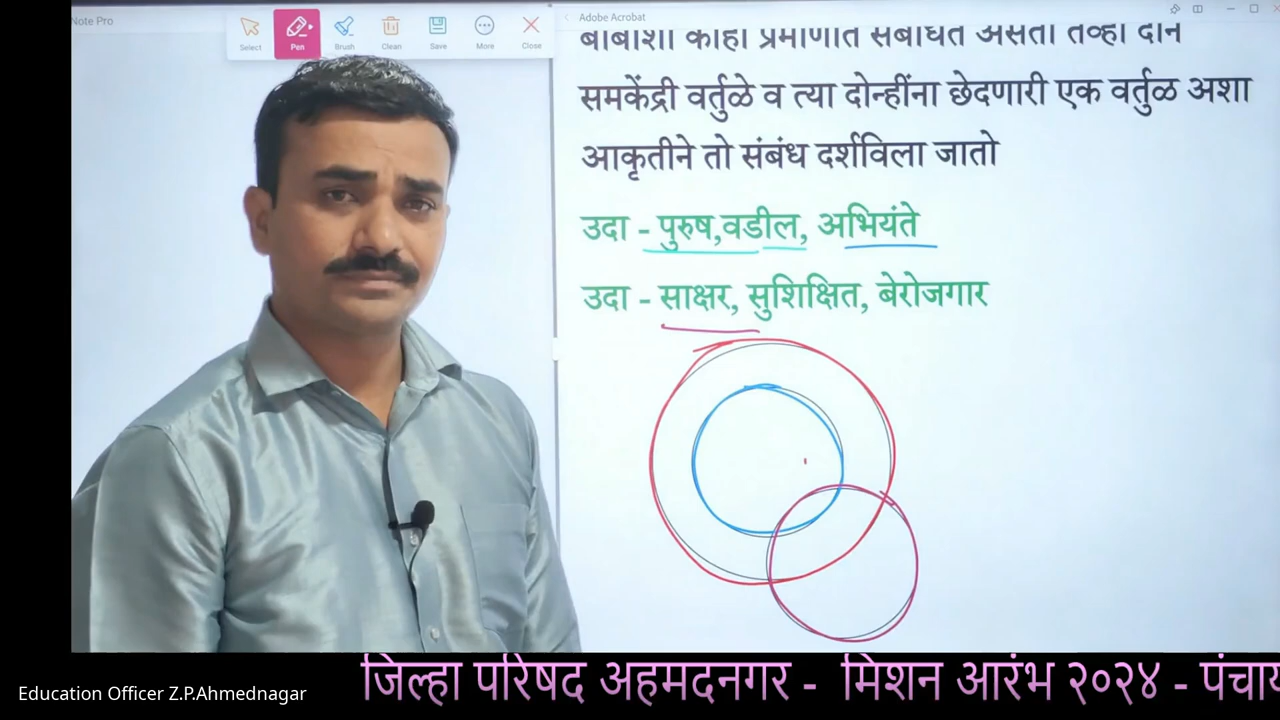 Note Pro
Select Pen Brush Clean Save More Close
Adobe Acrobat
समकेंद्री वर्तुळे व त्या दोन्हींना छेदणारी एक वर्तुळ अशा
आकृतीने तो संबंध दर्शविला जातो
उदा - पुरुष,वडील, अभियंते
उदा - साक्षर, सुशिक्षित, बेरोजगार
Education Officer Z.P.Ahmednagar
जिल्हा परिषद अहमदनगर - मिशन आरंभ २०२४ -